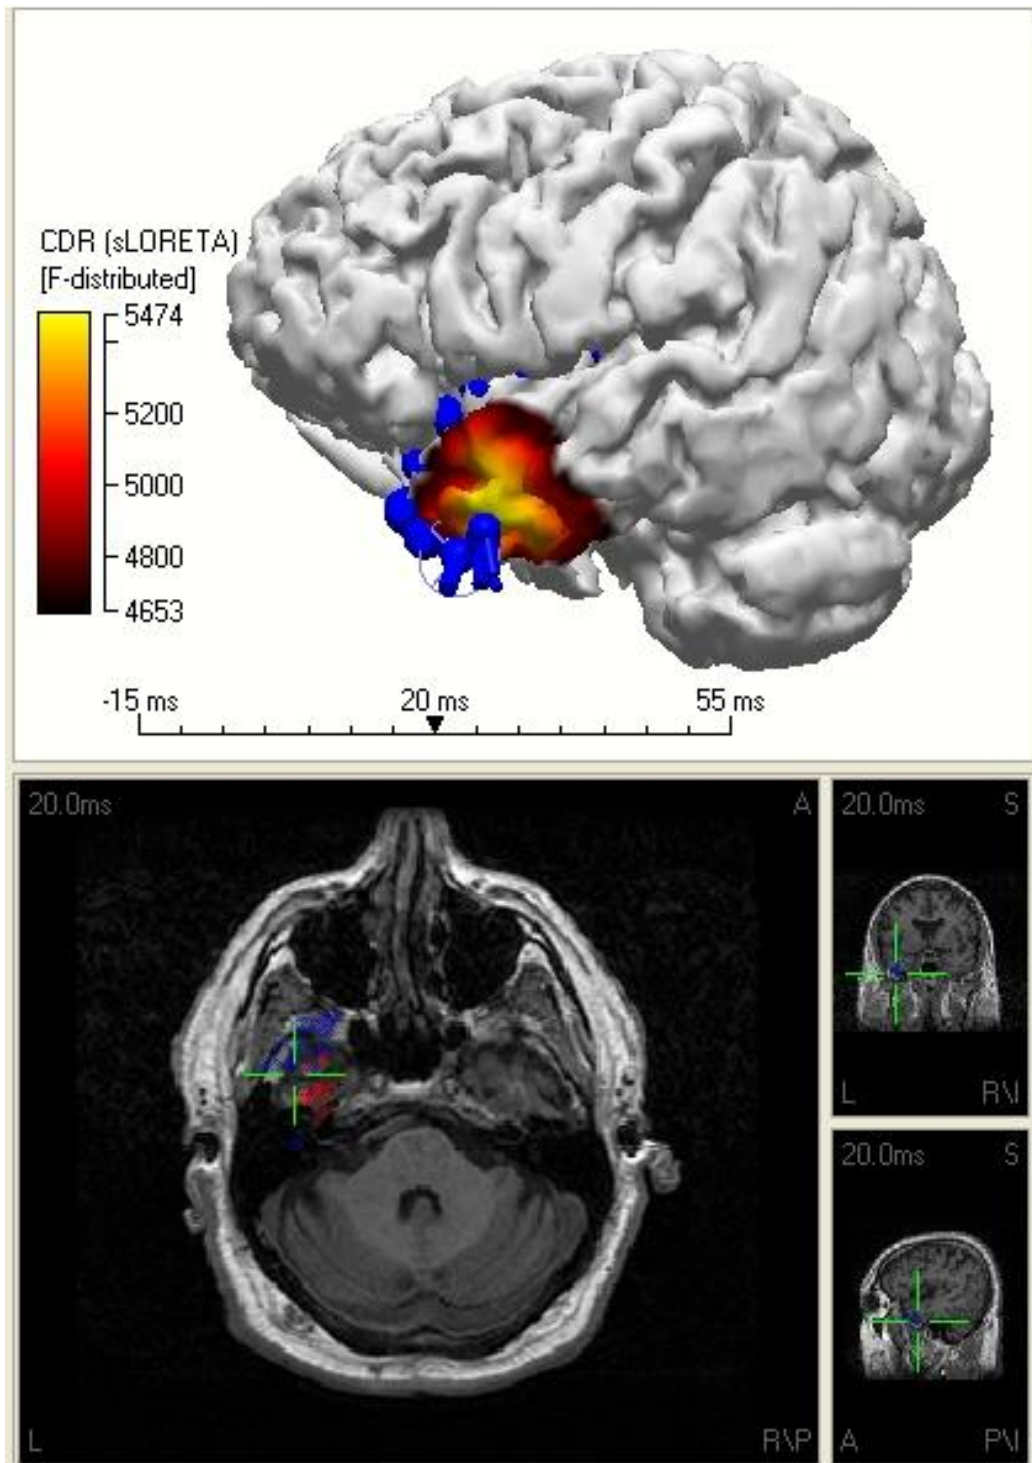 CDR (sLORETA)
[F-distributed]
5474
5200
5000
4800
4653
-15 ms 20 ms 55 ms
20.0ms A
L R\P
20.0ms S
L R\I
20.0ms S
A P\I